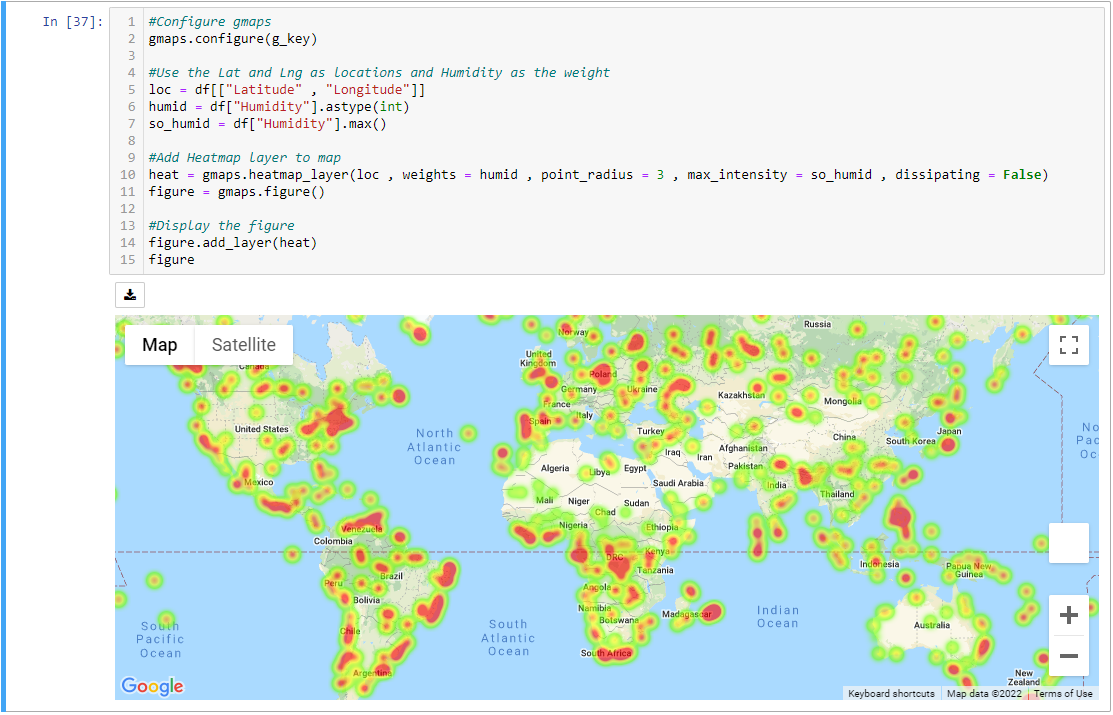 In [37]:
1 #Configure gmaps
2 gmaps.configure(g_key)
3
4 #Use the Lat and Lng as locations and Humidity as the weight
5 loc = df[["Latitude" , "Longitude"]]
6 humid = df["Humidity"].astype(int)
7 so_humid = df["Humidity"].max()
8
9 #Add Heatmap layer to map
10 heat = gmaps.heatmap_layer(loc , weights = humid , point_radius = 3 , max_intensity = so_humid , dissipating = False)
11 figure = gmaps.figure()
12
13 #Display the figure
14 figure.add_layer(heat)
15 figure
Map
Satellite
Russia
Norway
Canada
United
Kingdom
Poland
Germany
Ukraine
Kazakhstan
Mongolia
France
Italy
Spain
United States
North
Atlantic
Ocean
Turkey
China
South Korea
Japan
No
Pac
Oc
Iraq
Iran
Afghanistan
Pakistan
Algeria
Libya
Egypt
Saudi Arabia
India
Mexico
Mali
Niger
Sudan
Chad
Thailand
Nigeria
Ethiopia
Venezuela
Colombia
DRC
Kenya
Tanzania
Indonesia
Papua New
Guinea
Brazil
Peru
Bolivia
Angola
Namibia
Botswana
Madagascar
Indian
Ocean
Australia
South
Pacific
Ocean
Chile
South
Atlantic
Ocean
South Africa
Argentina
New
Zealand
+
−
Google
Keyboard shortcuts
Map data ©2022
Terms of Use